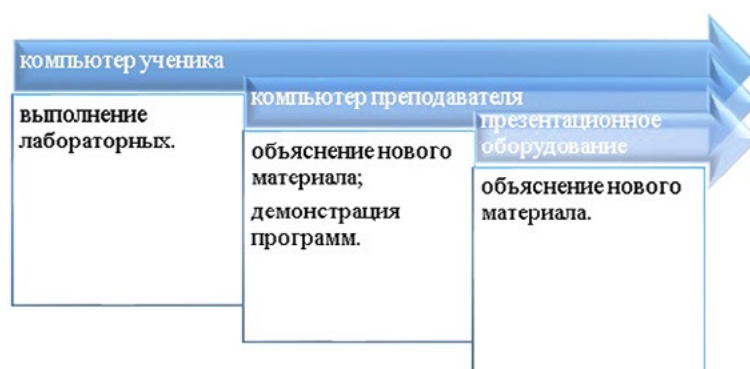 компьютер ученика
выполнение
лабораторных.
компьютер преподавателя
объяснение нового
материала;
демонстрация
программ.
презентационное
оборудование
объяснение нового
материала.